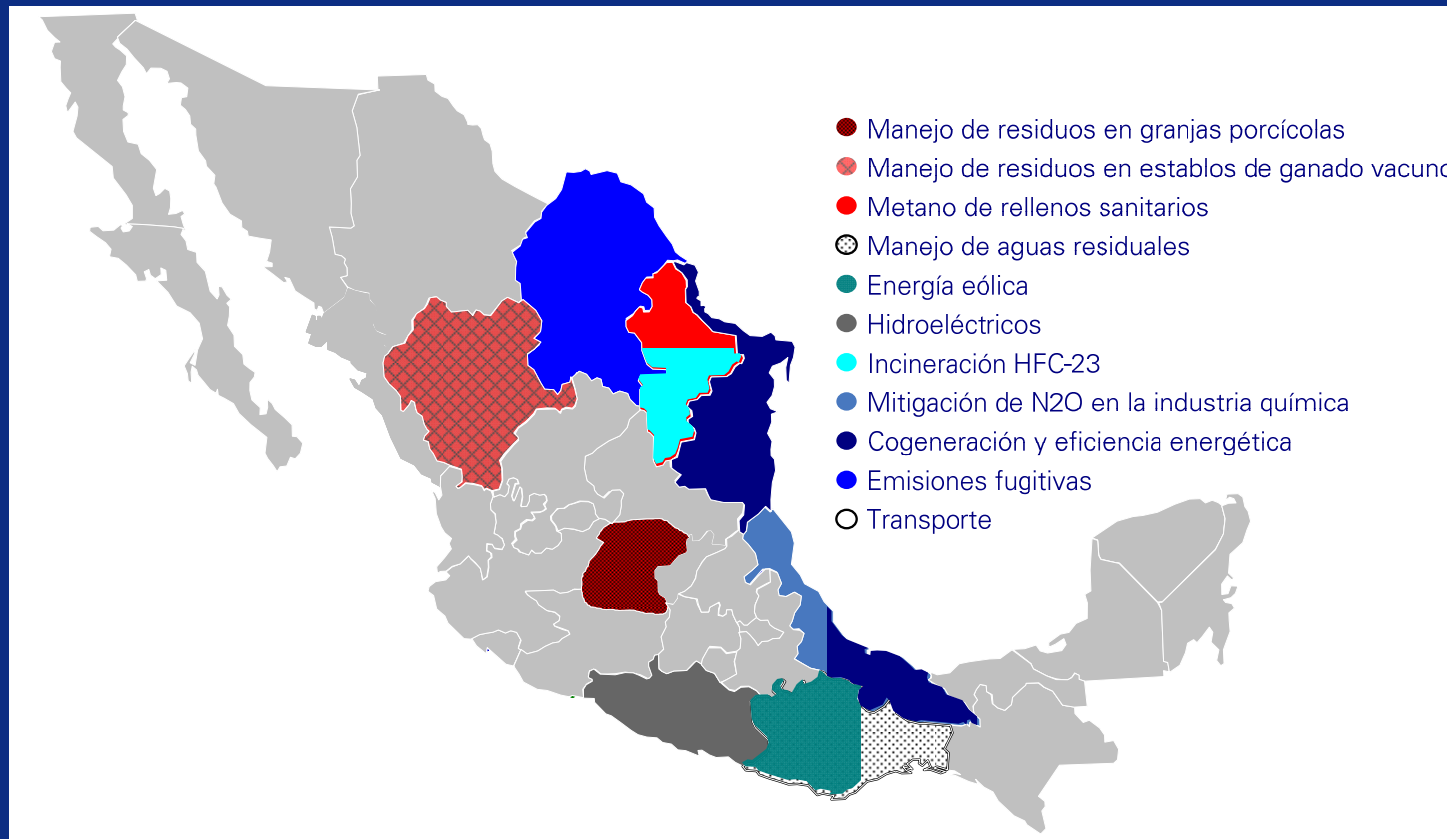 Manejo de residuos en granjas porcícolas
Manejo de residuos en establos de ganado vacuno
Metano de rellenos sanitarios
Manejo de aguas residuales
Energía eólica
Hidroeléctricos
Incineración HFC-23
Mitigación de N2O en la industria química
Cogeneración y eficiencia energética
Emisiones fugitivas
Transporte